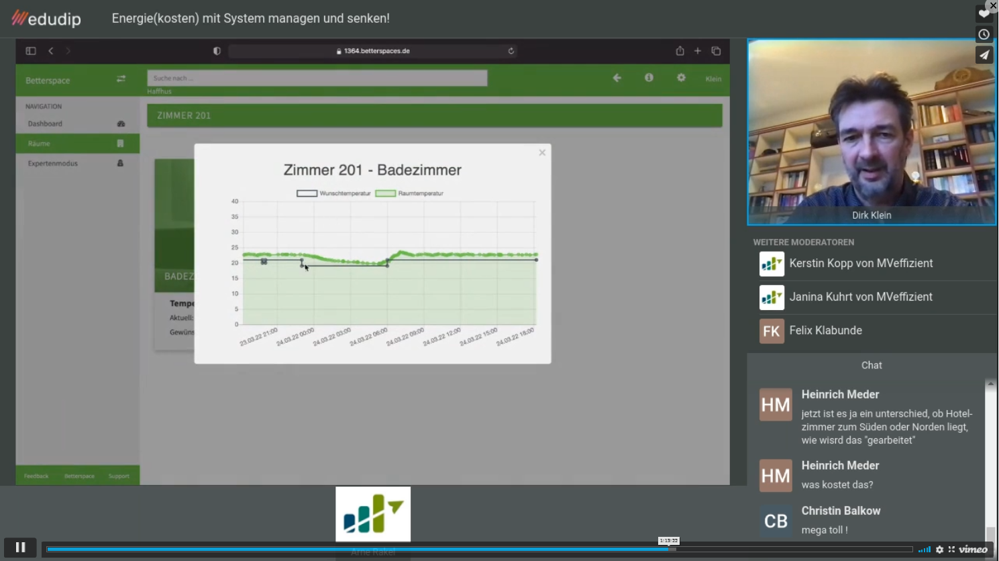 edudip
Energie(kosten) mit System managen und senken!
1364.betterspaces.de
Betterspace
Suche nach ...
Haffhus
Klein
NAVIGATION
Dashboard
Räume
Expertenmodus
ZIMMER 201
BADEZ
Tempe
Aktuell:
Gewüns
Zimmer 201 - Badezimmer
Wunschtemperatur
Raumtemperatur
40
35
30
25
20
15
10
5
0
23.03.22 21:00
24.03.22 00:00
24.03.22 03:00
24.03.22 06:00
24.03.22 09:00
24.03.22 12:00
24.03.22 15:00
24.03.22 18:00
Feedback
Betterspace
Support
Dirk Klein
WEITERE MODERATOREN
Kerstin Kopp von MVeffizient
Janina Kuhrt von MVeffizient
FK
Felix Klabunde
Chat
HM
Heinrich Meder
jetzt ist es ja ein unterschied, ob Hotel-
zimmer zum Süden oder Norden liegt,
wie wisrd das "gearbeitet"
HM
Heinrich Meder
was kostet das?
CB
Christin Balkow
mega toll !
Arne Rakel
1:13:22
vimeo